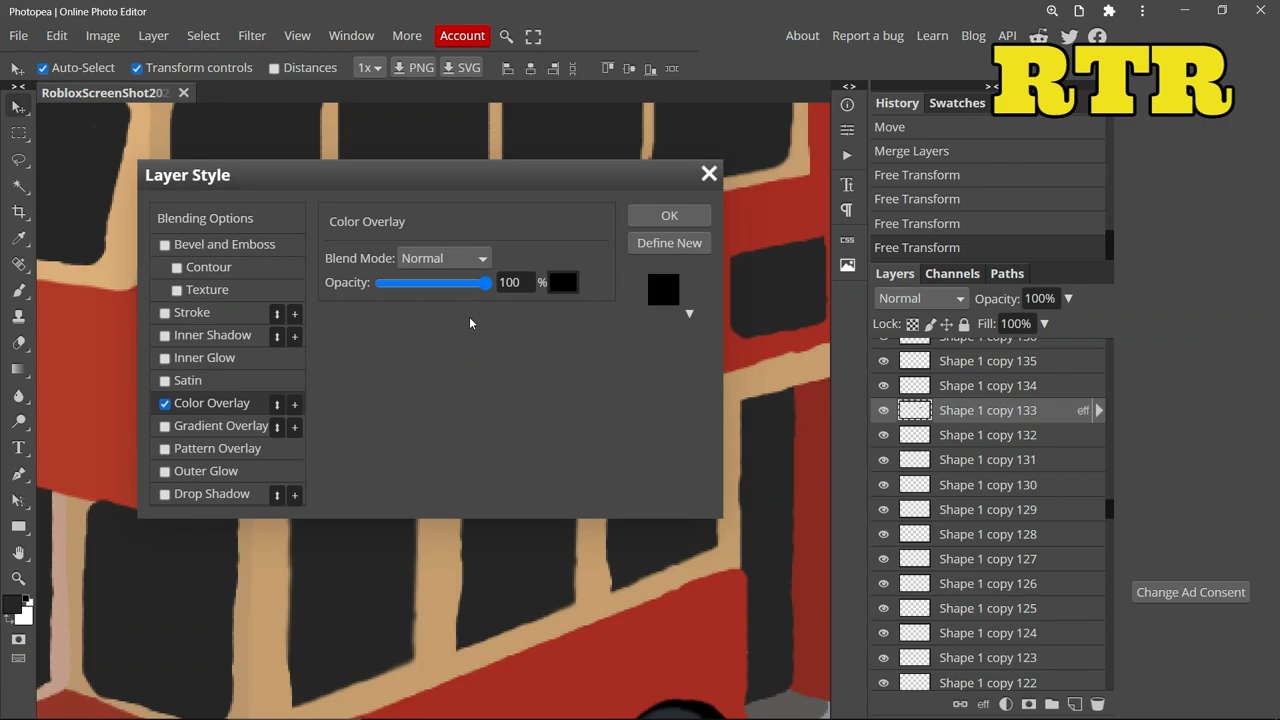 Photopea | Online Photo Editor
File Edit Image Layer Select Filter View Window More Account About Report a bug Learn Blog API
RTR
Auto-Select Transform controls Distances 1x PNG SVG
RobloxScreenShot202
History Swatches
Move
Merge Layers
Free Transform
Free Transform
Free Transform
Free Transform
Layer Style
Blending Options
Bevel and Emboss
Contour
Texture
Stroke
Inner Shadow
Inner Glow
Satin
Color Overlay
Gradient Overlay
Pattern Overlay
Outer Glow
Drop Shadow
Color Overlay
Blend Mode: Normal
Opacity: 100 %
OK
Define New
CSS
Layers Channels Paths
Normal Opacity: 100%
Lock: Fill: 100%
Shape 1 copy 135
Shape 1 copy 134
Shape 1 copy 133 eff
Shape 1 copy 132
Shape 1 copy 131
Shape 1 copy 130
Shape 1 copy 129
Shape 1 copy 128
Shape 1 copy 127
Shape 1 copy 126
Shape 1 copy 125
Shape 1 copy 124
Shape 1 copy 123
Shape 1 copy 122
eff
Change Ad Consent